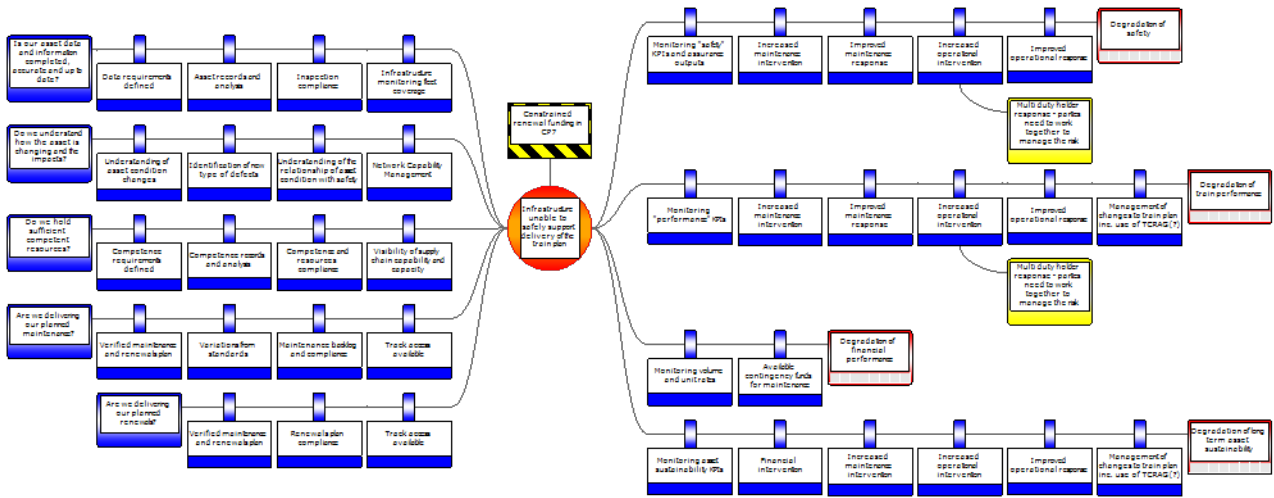 Is our asset data
and information
completed,
accurate and up to
date?
Data requirements
defined
Asset records and
analysis
Inspection
compliance
Infrastructure
monitoring fleet
coverage
Do we understand
how the asset is
changing and the
impacts?
Understanding of
asset condition
changes
Identification of new
type of defects
Understanding of the
relationship of asset
condition with safety
Network Capability
Management
Do we hold
sufficient
competent
resources?
Competence
requirements
defined
Competence records
and analysis
Competence and
resources
compliance
Visibility of supply
chain capability and
capacity
Are we delivering
our planned
maintenance?
Verified maintenance
and renewals plan
Variations from
standards
Maintenance backlog
and compliance
Track access
available
Are we delivering
our planned
renewals?
Verified maintenance
and renewals plan
Renewals plan
compliance
Track access
available
Constrained
renewal funding in
CP7
Infrastructure
unable to
safely support
delivery of the
train plan
Monitoring "safety"
KPIs and assurance
outputs
Increased
maintenance
intervention
Improved
maintenance
response
Increased
operational
intervention
Improved
operational response
Degradation of
safety
Multi duty holder
response - parties
need to work
together to
manage the risk
Monitoring
"performance" KPIs
Increased
maintenance
intervention
Improved
maintenance
response
Increased
operational
intervention
Improved
operational response
Management of
changes to train plan
inc. use of TCRAG(?)
Degradation of
train performance
Multi duty holder
response - parties
need to work
together to
manage the risk
Monitoring volume
and unit rates
Available
contingency funds
for maintenance
Degradation of
financial
performance
Monitoring asset
sustainability KPIs
Financial
intervention
Increased
maintenance
intervention
Increased
operational
intervention
Improved
operational response
Management of
changes to train plan
inc. use of TCRAG(?)
Degradation of long
term asset
sustainability